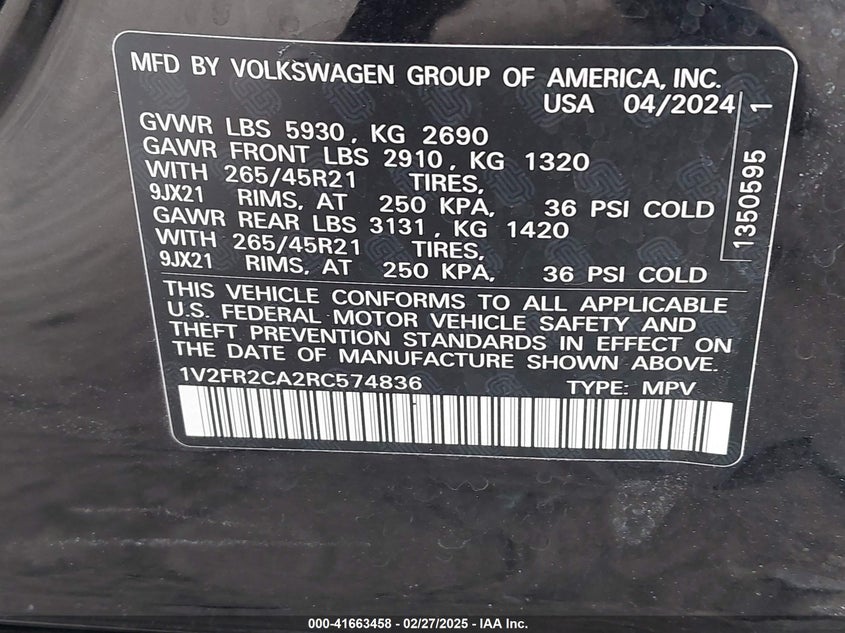 MFD BY VOLKSWAGEN GROUP OF AMERICA, INC.
USA 04/2024
GVWR LBS 5930, KG 2690
GAWR FRONT LBS 2910, KG 1320
WITH 265/45R21 TIRES,
9JX21 RIMS, AT 250 KPA, 36 PSI COLD
GAWR REAR LBS 3131, KG 1420
WITH 265/45R21 TIRES,
9JX21 RIMS, AT 250 KPA, 36 PSI COLD
1350595 1
THIS VEHICLE CONFORMS TO ALL APPLICABLE
U.S. FEDERAL MOTOR VEHICLE SAFETY AND
THEFT PREVENTION STANDARDS IN EFFECT ON
THE DATE OF MANUFACTURE SHOWN ABOVE.
1V2FR2CA2RC574836 TYPE: MPV
000-41663458 - 02/27/2025 - IAA Inc.